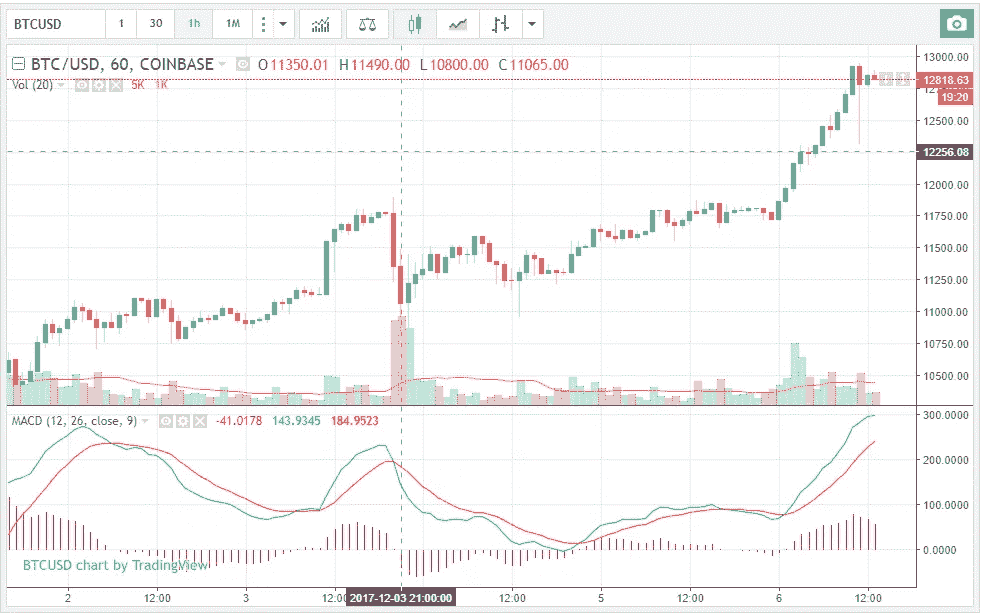 BTCUSD 1 30 1h 1M
BTC/USD, 60, COINBASE O11350.01 H11490.00 L10800.00 C11065.00
Vol (20) 5K 1K
13000.00
12818.63
19:20
12500.00
12256.08
12000.00
11750.00
11500.00
11250.00
11000.00
10750.00
10500.00
MACD (12, 26, close, 9) -41.0178 143.9345 184.9523
300.0000
200.0000
100.0000
0.0000
BTCUSD chart by TradingView
2 12:00 3 12:00 2017-12-03 21:00:00 12:00 5 12:00 6 12:00